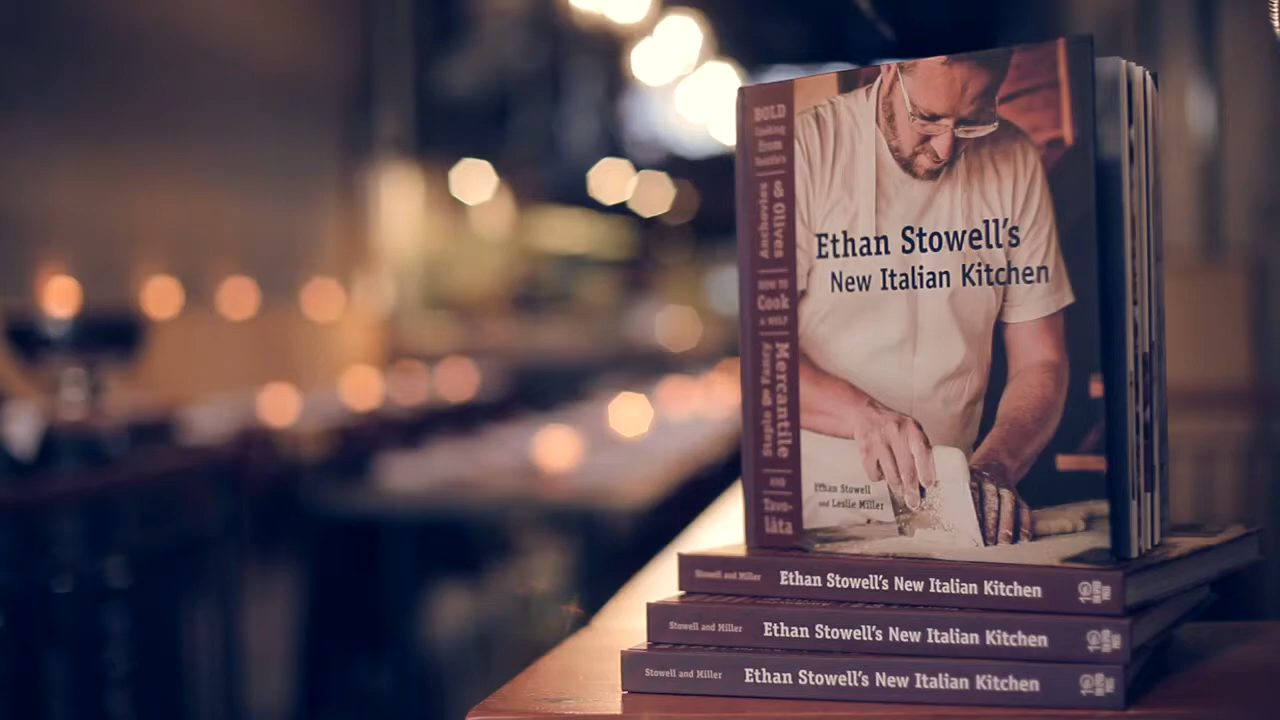 Ethan Stowell's
New Italian Kitchen
Ethan Stowell
and Leslie Miller
BOLD
Cooking
from
Seattle's
Anchovies
& Olives
HOW TO
Cook
A WOLF
Staple & Fancy
Mercantile
AND
Tavo-
làta
Stowell and Miller Ethan Stowell's New Italian Kitchen
Stowell and Miller Ethan Stowell's New Italian Kitchen
Stowell and Miller Ethan Stowell's New Italian Kitchen